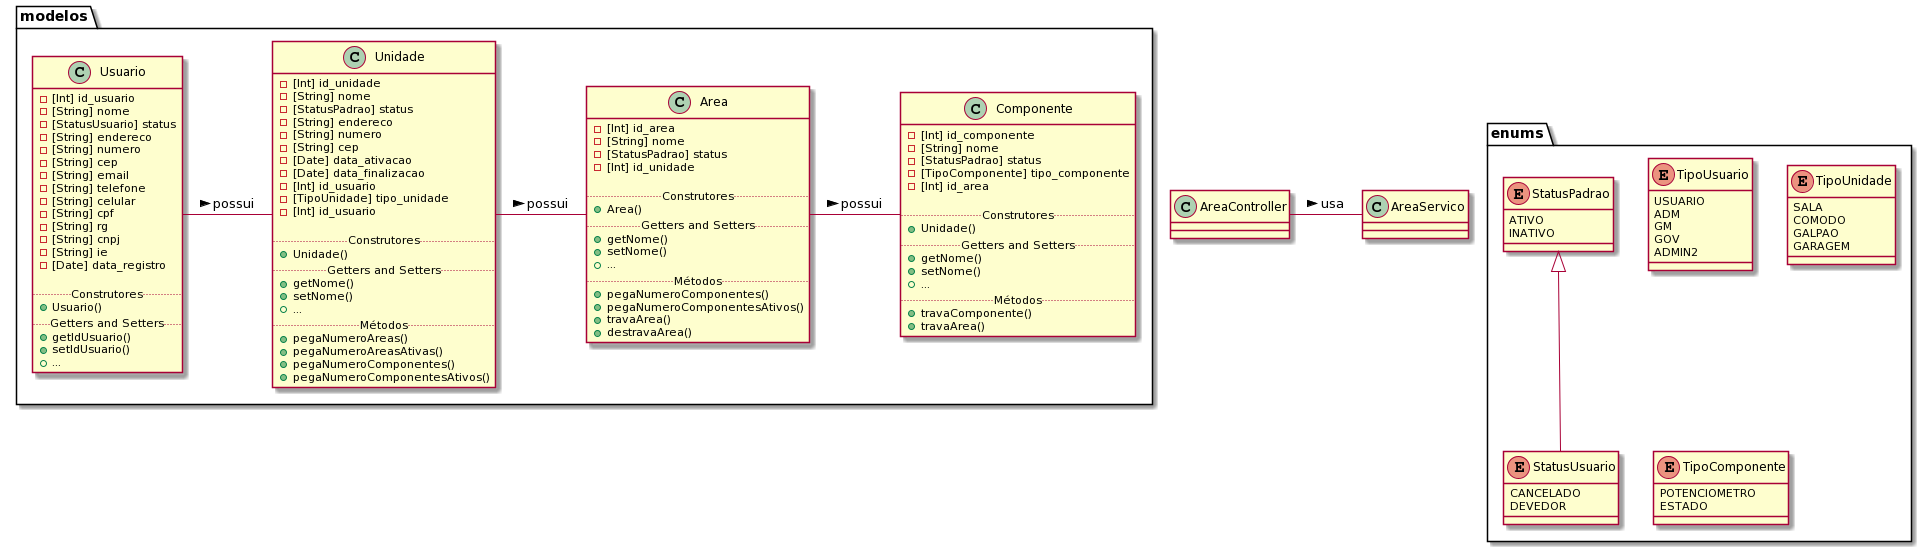 modelos
C Usuario
[Int] id_usuario
[String] nome
[StatusUsuario] status
[String] endereco
[String] numero
[String] cep
[String] email
[String] telefone
[String] celular
[String] cpf
[String] rg
[String] cnpj
[String] ie
[Date] data_registro
Construtores
Usuario()
Getters and Setters
getIdUsuario()
setIdUsuario()
...
possui
C Unidade
[Int] id_unidade
[String] nome
[StatusPadrao] status
[String] endereco
[String] numero
[String] cep
[Date] data_ativacao
[Date] data_finalizacao
[Int] id_usuario
[TipoUnidade] tipo_unidade
[Int] id_usuario
Construtores
Unidade()
Getters and Setters
getNome()
setNome()
...
Métodos
pegaNumeroAreas()
pegaNumeroAreasAtivas()
pegaNumeroComponentes()
pegaNumeroComponentesAtivos()
possui
C Area
[Int] id_area
[String] nome
[StatusPadrao] status
[Int] id_unidade
Construtores
Area()
Getters and Setters
getNome()
setNome()
...
Métodos
pegaNumeroComponentes()
pegaNumeroComponentesAtivos()
travaArea()
destravaArea()
possui
C Componente
[Int] id_componente
[String] nome
[StatusPadrao] status
[TipoComponente] tipo_componente
[Int] id_area
Construtores
Unidade()
Getters and Setters
getNome()
setNome()
...
Métodos
travaComponente()
travaArea()
C AreaController
usa
C AreaServico
enums
E StatusPadrao
ATIVO
INATIVO
E TipoUsuario
USUARIO
ADM
GM
GOV
ADMIN2
E TipoUnidade
SALA
COMODO
GALPAO
GARAGEM
E StatusUsuario
CANCELADO
DEVEDOR
E TipoComponente
POTENCIOMETRO
ESTADO